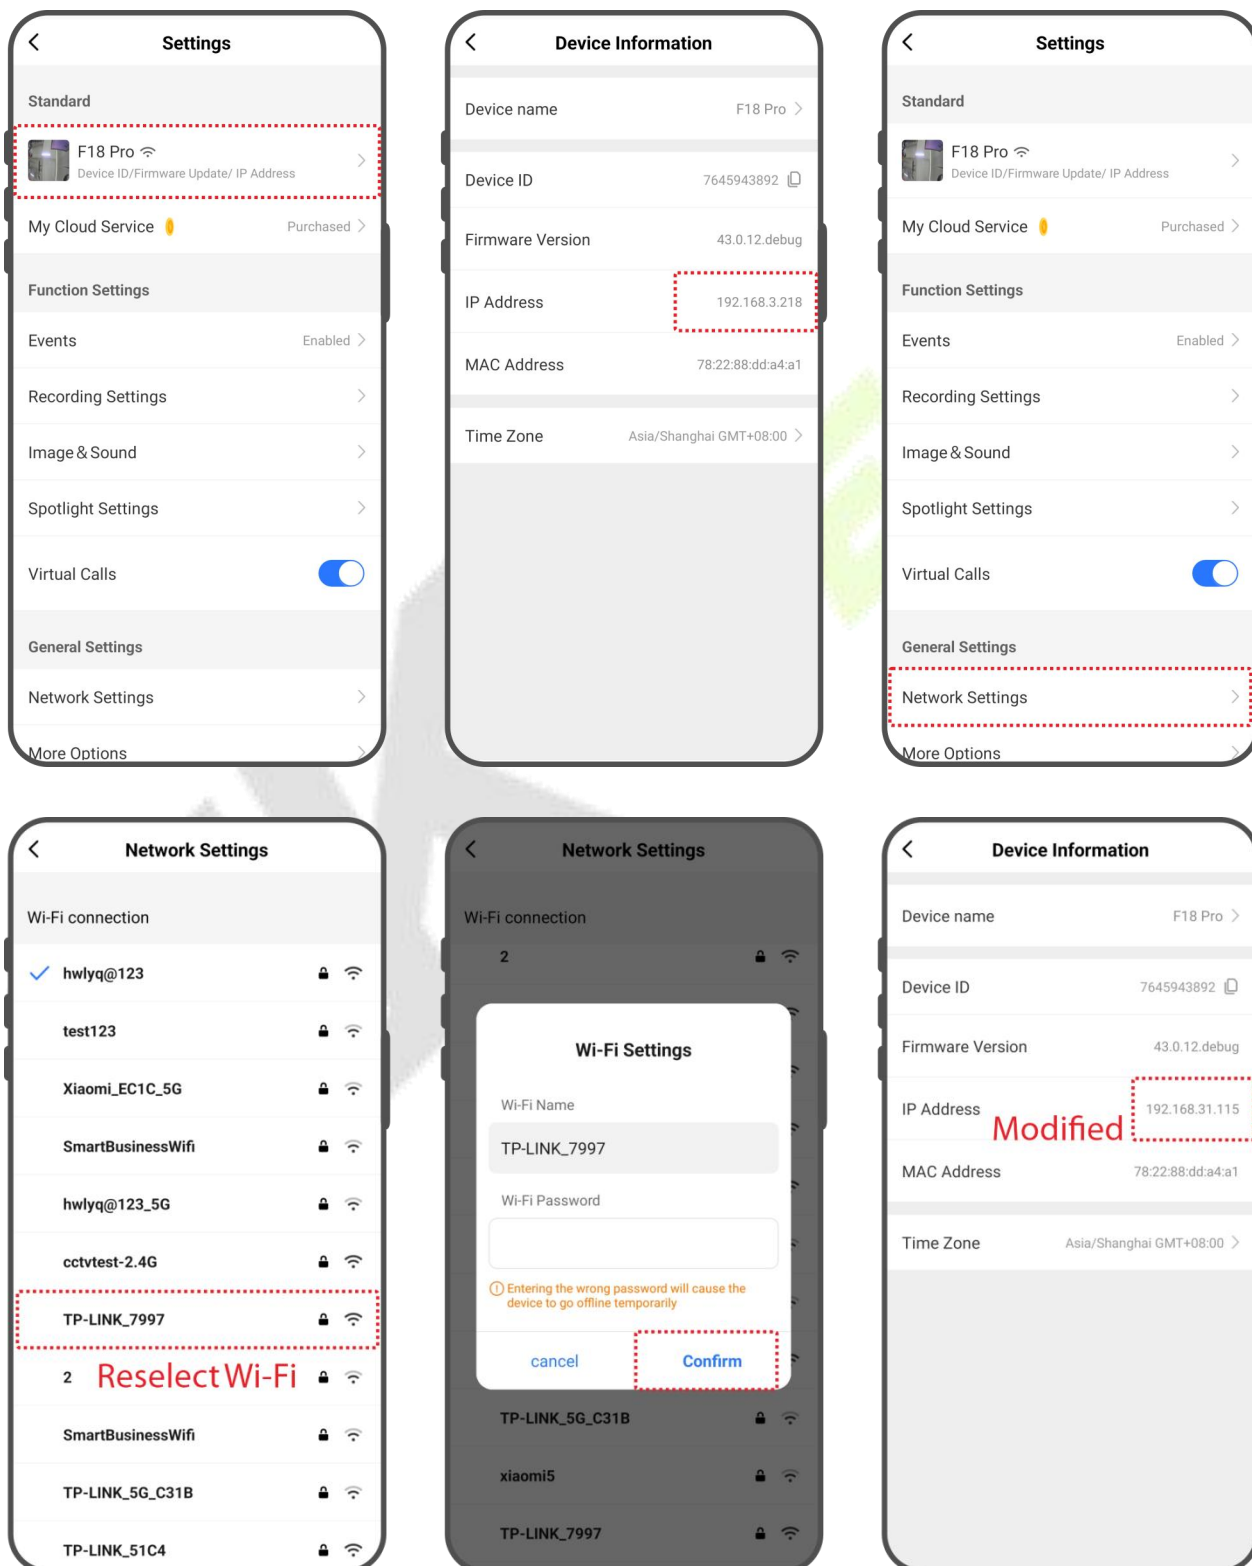 Settings
Standard
F18 Pro
Device ID/Firmware Update/ IP Address
My Cloud Service
Purchased
Function Settings
Events
Enabled
Recording Settings
Image & Sound
Spotlight Settings
Virtual Calls
General Settings
Network Settings
More Options
Device Information
Device name
F18 Pro
Device ID
7645943892
Firmware Version
43.0.12.debug
IP Address
192.168.3.218
MAC Address
78:22:88:dd:a4:a1
Time Zone
Asia/Shanghai GMT+08:00
Settings
Standard
F18 Pro
Device ID/Firmware Update/ IP Address
My Cloud Service
Purchased
Function Settings
Events
Enabled
Recording Settings
Image & Sound
Spotlight Settings
Virtual Calls
General Settings
Network Settings
More Options
Network Settings
Wi-Fi connection
hwlyq@123
test123
Xiaomi_EC1C_5G
SmartBusinessWifi
hwlyq@123_5G
cctvtest-2.4G
TP-LINK_7997
2
Reselect Wi-Fi
SmartBusinessWifi
TP-LINK_5G_C31B
TP-LINK_51C4
Network Settings
Wi-Fi connection
2
Wi-Fi Settings
Wi-Fi Name
TP-LINK_7997
Wi-Fi Password
Entering the wrong password will cause the
device to go offline temporarily
cancel
Confirm
TP-LINK_5G_C31B
xiaomi5
TP-LINK_7997
Device Information
Device name
F18 Pro
Device ID
7645943892
Firmware Version
43.0.12.debug
IP Address
192.168.31.115
Modified
MAC Address
78:22:88:dd:a4:a1
Time Zone
Asia/Shanghai GMT+08:00